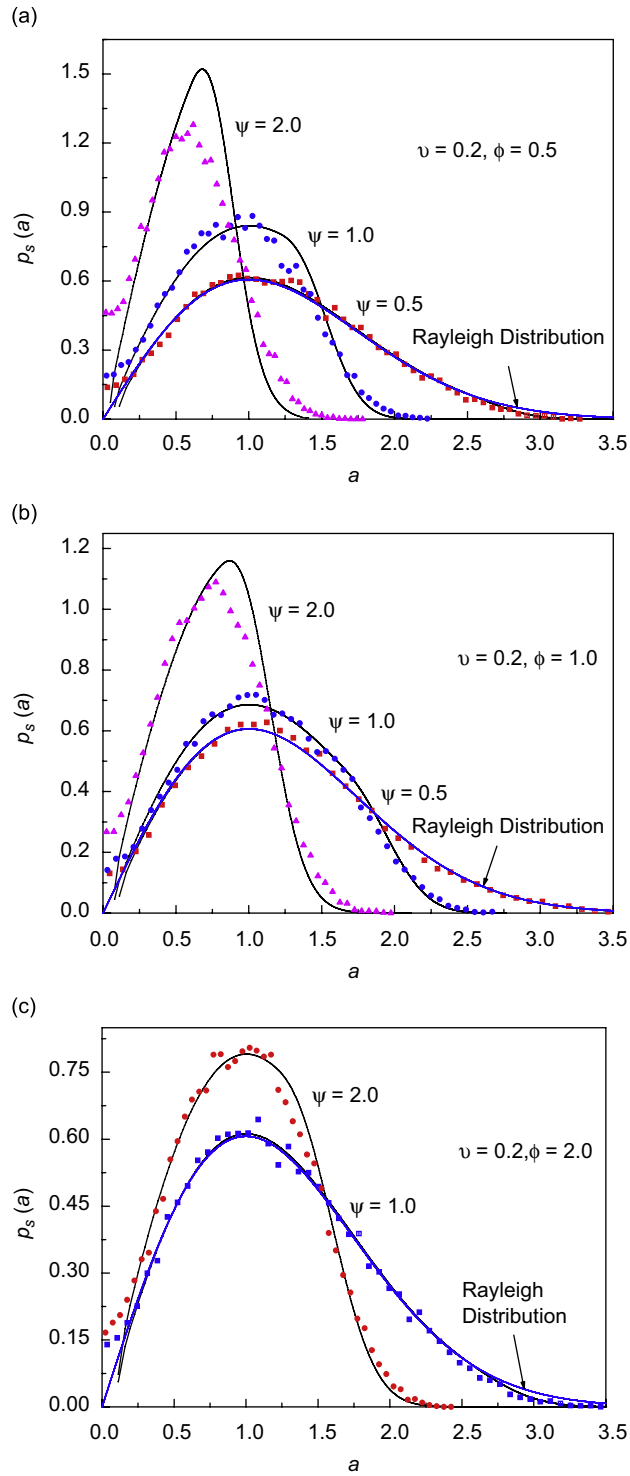 (a)
1.5
1.2
0.9
0.6
0.3
0.0
p_s (a)
ψ = 2.0
υ = 0.2, ϕ = 0.5
ψ = 1.0
ψ = 0.5
Rayleigh Distribution
0.0 0.5 1.0 1.5 2.0 2.5 3.0 3.5
a
(b)
1.2
1.0
0.8
0.6
0.4
0.2
0.0
p_s (a)
ψ = 2.0
υ = 0.2, ϕ = 1.0
ψ = 1.0
ψ = 0.5
Rayleigh Distribution
0.0 0.5 1.0 1.5 2.0 2.5 3.0 3.5
a
(c)
0.75
0.60
0.45
0.30
0.15
0.00
p_s (a)
ψ = 2.0
υ = 0.2,ϕ = 2.0
ψ = 1.0
Rayleigh
Distribution
0.0 0.5 1.0 1.5 2.0 2.5 3.0 3.5
a